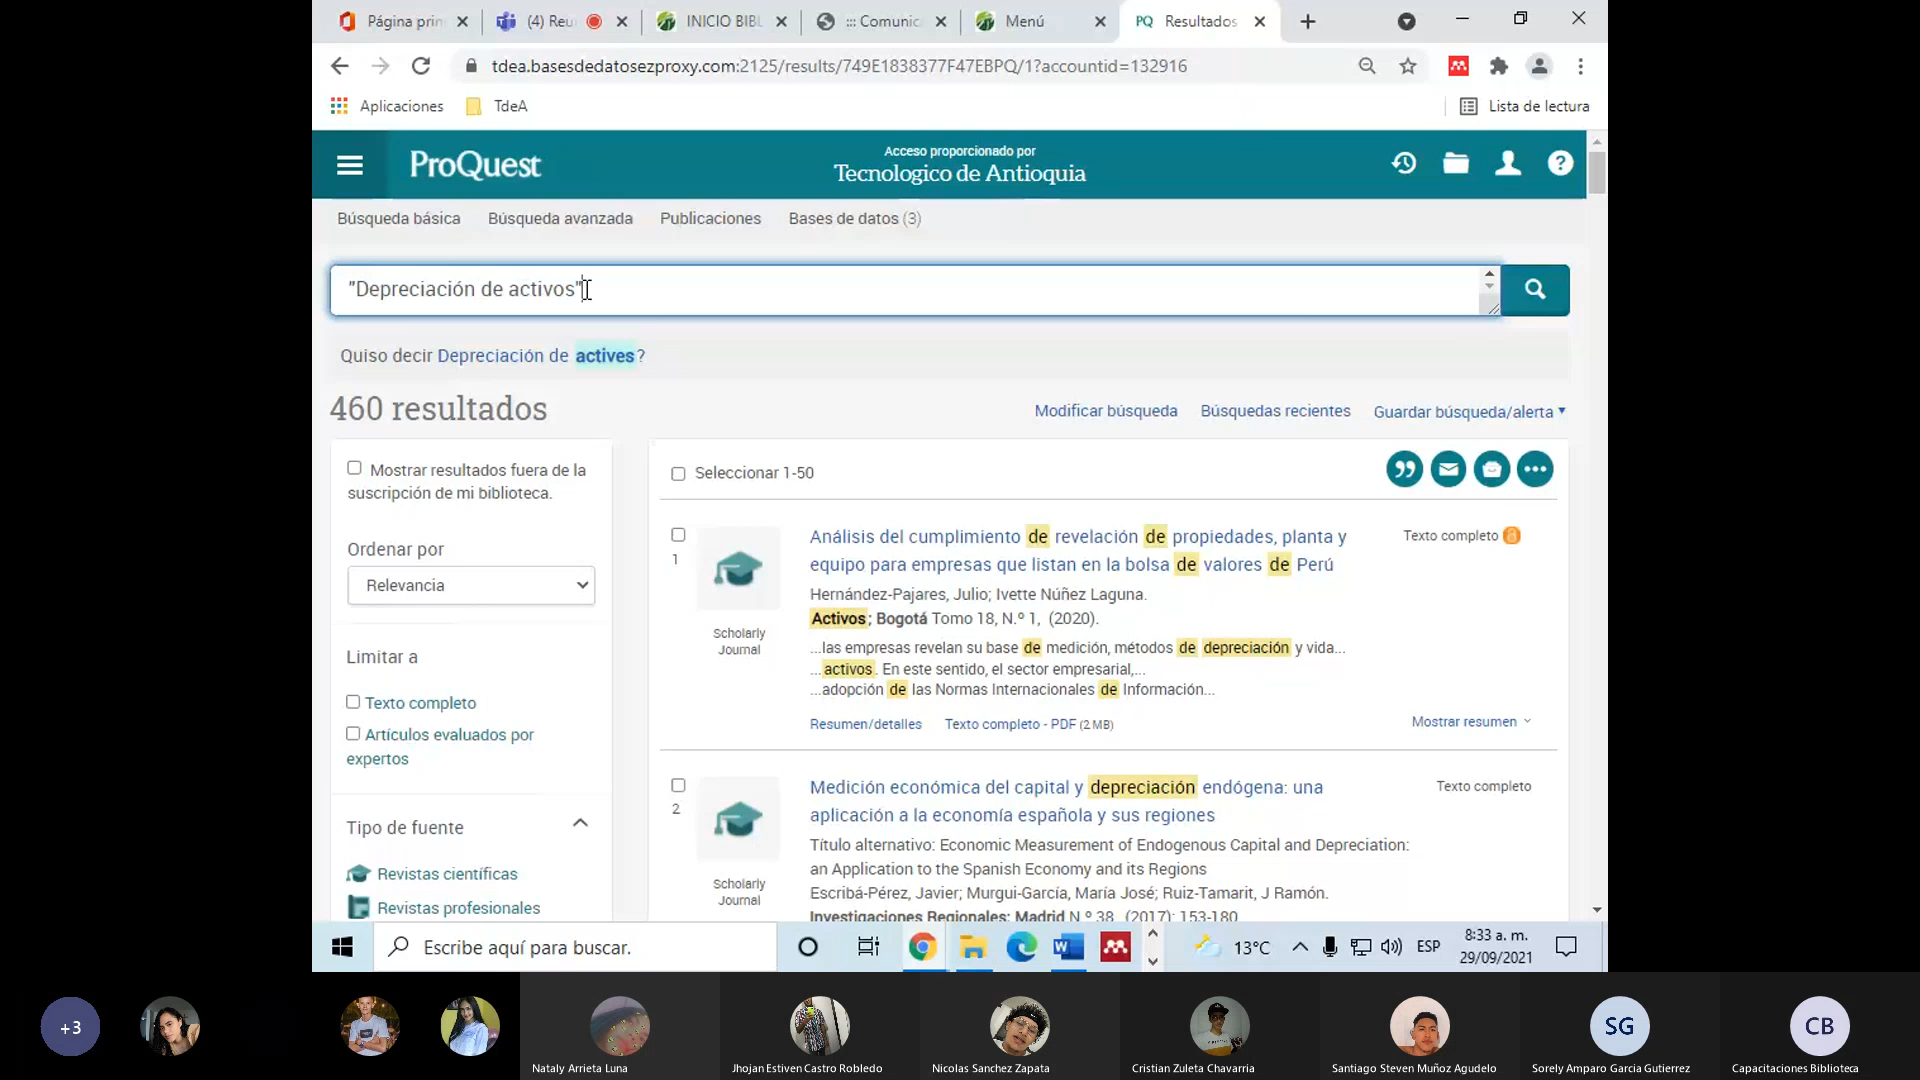 Página prin
(4) Reu
INICIO BIBL
::: Comunic
Menú
PQ Resultados
tdea.basesdedatosezproxy.com:2125/results/749E1838377F47EBPQ/1?accountid=132916
Aplicaciones
TdeA
Lista de lectura
ProQuest
Acceso proporcionado por
Tecnologico de Antioquia
Búsqueda básica
Búsqueda avanzada
Publicaciones
Bases de datos (3)
"Depreciación de activos"
Quiso decir Depreciación de actives?
460 resultados
Modificar búsqueda
Búsquedas recientes
Guardar búsqueda/alerta
Mostrar resultados fuera de la
suscripción de mi biblioteca.
Ordenar por
Relevancia
Limitar a
Texto completo
Artículos evaluados por
expertos
Tipo de fuente
Revistas científicas
Revistas profesionales
Seleccionar 1-50
1
Scholarly
Journal
Análisis del cumplimiento de revelación de propiedades, planta y
equipo para empresas que listan en la bolsa de valores de Perú
Texto completo
Hernández-Pajares, Julio; Ivette Núñez Laguna.
Activos; Bogotá Tomo 18, N.º 1, (2020).
...las empresas revelan su base de medición, métodos de depreciación y vida...
...activos. En este sentido, el sector empresarial,...
...adopción de las Normas Internacionales de Información...
Resumen/detalles
Texto completo - PDF (2 MB)
Mostrar resumen
2
Scholarly
Journal
Medición económica del capital y depreciación endógena: una
aplicación a la economía española y sus regiones
Texto completo
Título alternativo: Economic Measurement of Endogenous Capital and Depreciation:
an Application to the Spanish Economy and its Regions
Escribá-Pérez, Javier; Murgui-García, María José; Ruiz-Tamarit, J Ramón.
Investigaciones Regionales; Madrid N.º 38, (2017): 153-180.
Escribe aquí para buscar.
13°C
ESP
8:33 a. m.
29/09/2021
+3
Nataly Arrieta Luna
Jhojan Estiven Castro Robledo
Nicolas Sanchez Zapata
Cristian Zuleta Chavarria
Santiago Steven Muñoz Agudelo
SG
Sorely Amparo Garcia Gutierrez
CB
Capacitaciones Biblioteca